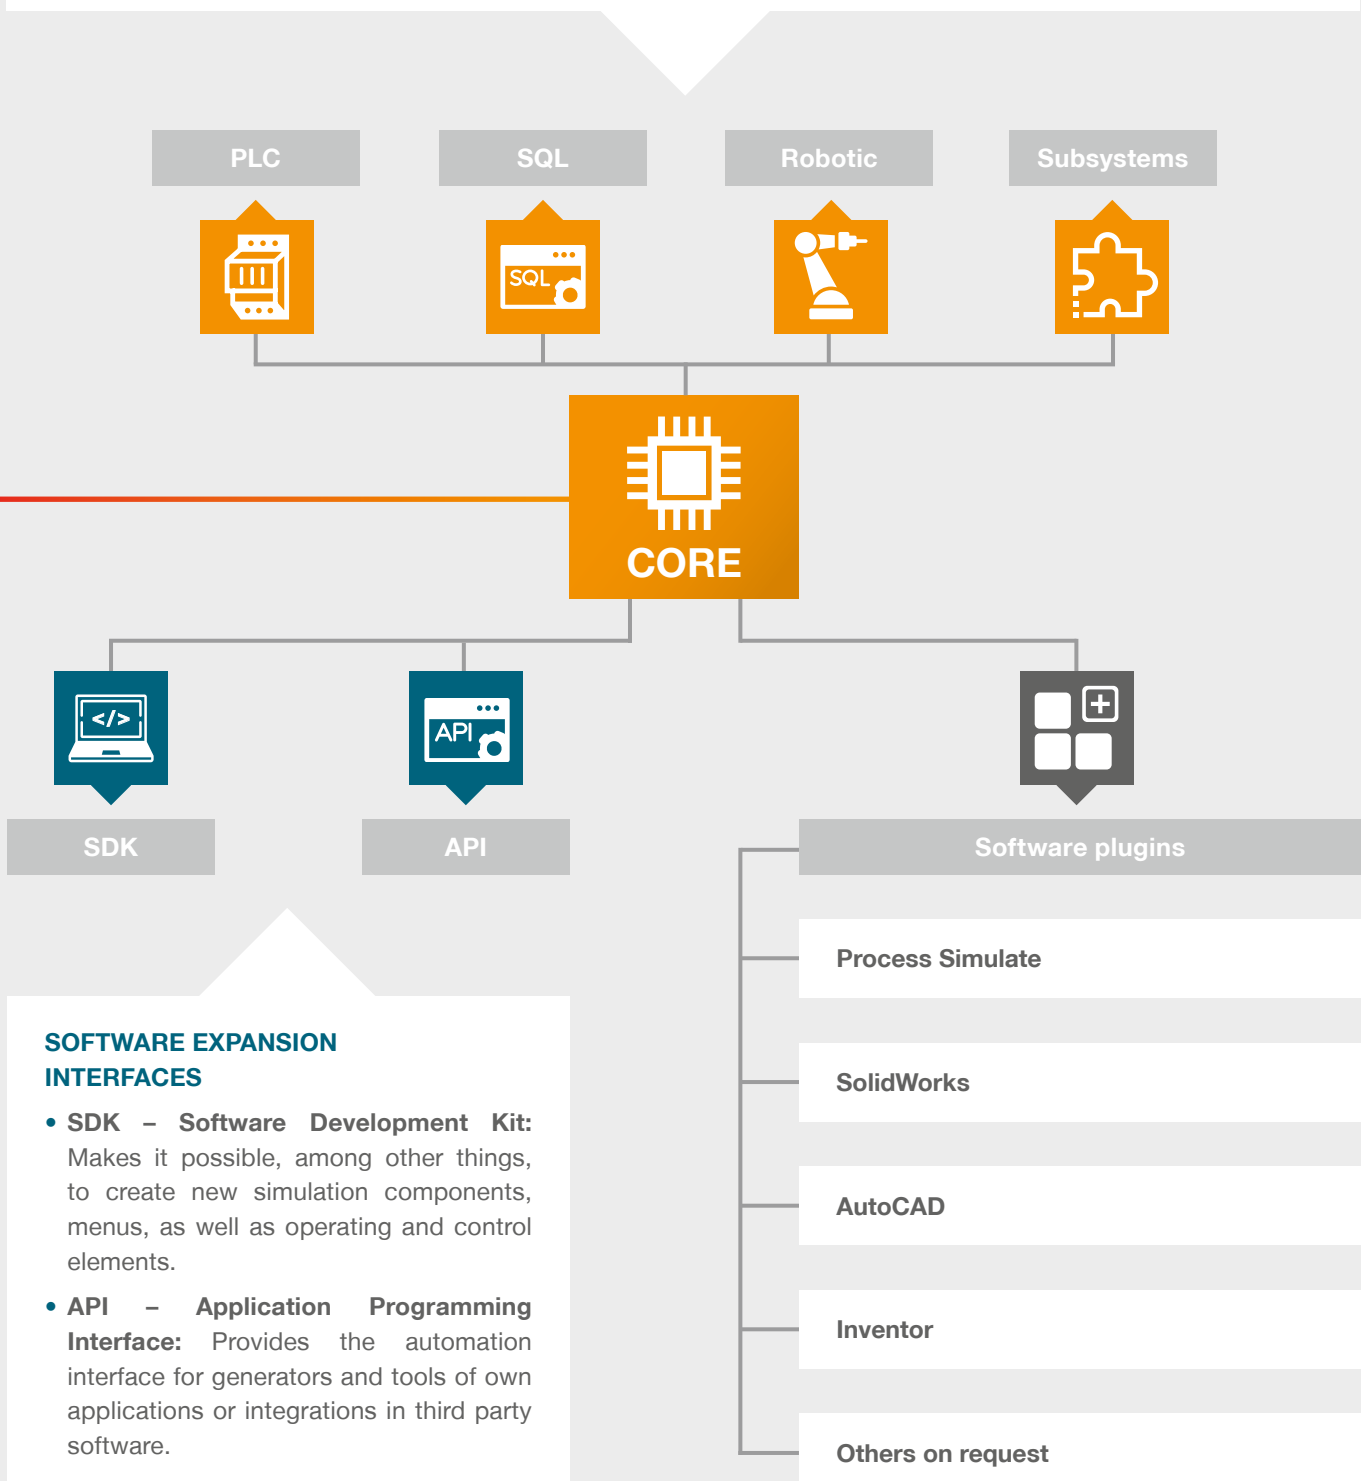 PLC
SQL
Robotic
Subsystems
SQL
CORE
</>
API
SDK
API
Software plugins
Process Simulate
SolidWorks
AutoCAD
Inventor
Others on request
SOFTWARE EXPANSION
INTERFACES
• SDK – Software Development Kit:
Makes it possible, among other things,
to create new simulation components,
menus, as well as operating and control
elements.
• API – Application Programming
Interface: Provides the automation
interface for generators and tools of own
applications or integrations in third party
software.